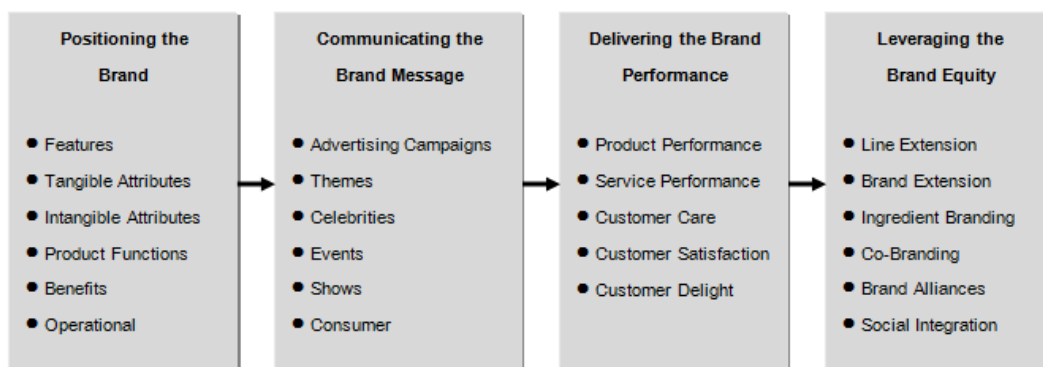 Positioning the
Brand
● Features
● Tangible Attributes
● Intangible Attributes
● Product Functions
● Benefits
● Operational
Communicating the
Brand Message
● Advertising Campaigns
● Themes
● Celebrities
● Events
● Shows
● Consumer
Delivering the Brand
Performance
● Product Performance
● Service Performance
● Customer Care
● Customer Satisfaction
● Customer Delight
Leveraging the
Brand Equity
● Line Extension
● Brand Extension
● Ingredient Branding
● Co-Branding
● Brand Alliances
● Social Integration